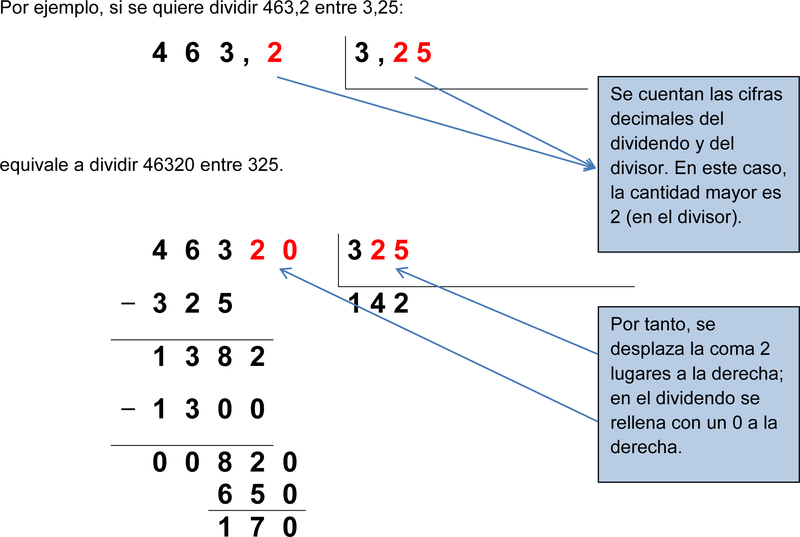 Por ejemplo, si se quiere dividir 463,2 entre 3,25:
4 6 3 , 2 3 , 2 5
Se cuentan las cifras
decimales del
dividendo y del
divisor. En este caso,
la cantidad mayor es
2 (en el divisor).
equivale a dividir 46320 entre 325.
4 6 3 2 0 3 2 5
− 3 2 5 1 4 2
1 3 8 2
− 1 3 0 0
0 0 8 2 0
6 5 0
1 7 0
Por tanto, se
desplaza la coma 2
lugares a la derecha;
en el dividendo se
rellena con un 0 a la
derecha.